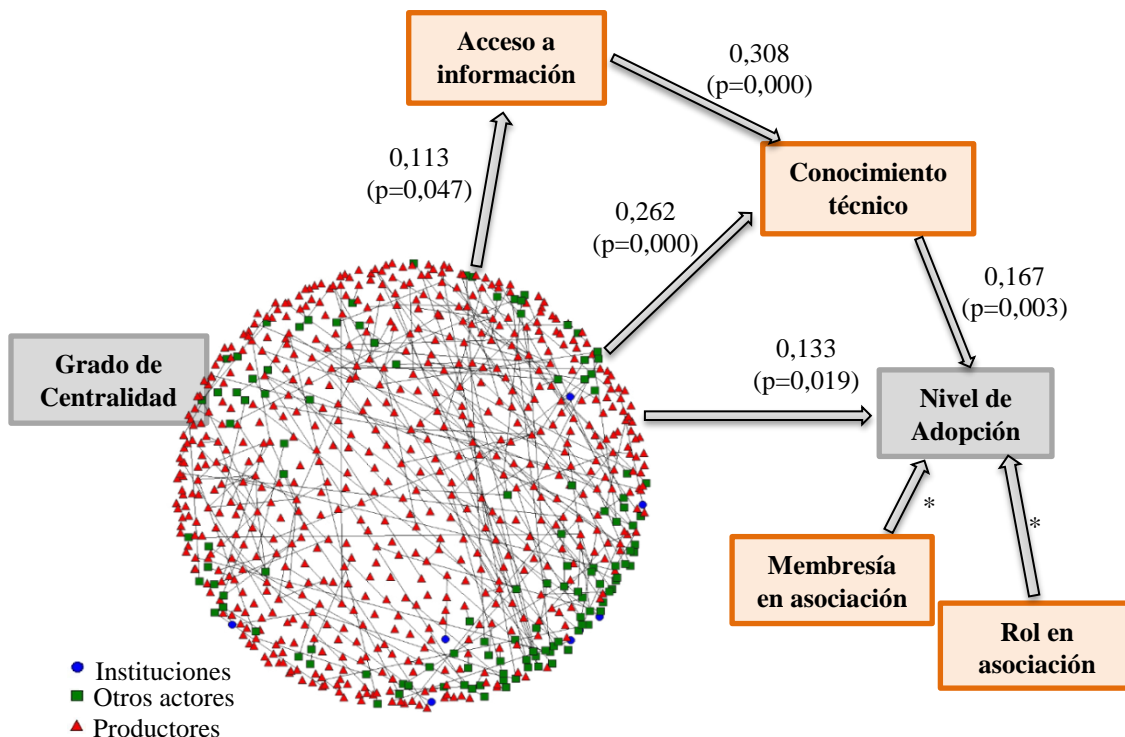 Acceso a
información
0,308
(p=0,000)
0,113
(p=0,047)
Conocimiento
técnico
0,262
(p=0,000)
0,167
(p=0,003)
Grado de
Centralidad
0,133
(p=0,019)
Nivel de
Adopción
*
*
Membresía
en asociación
Rol en
asociación
Instituciones
Otros actores
Productores